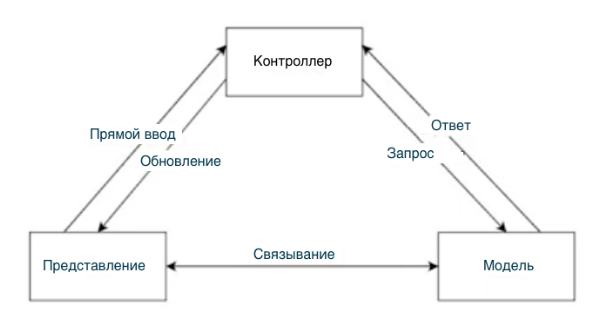 Контроллер
Ответ
Прямой ввод
Запрос
Обновление
Связывание
Представление
Модель